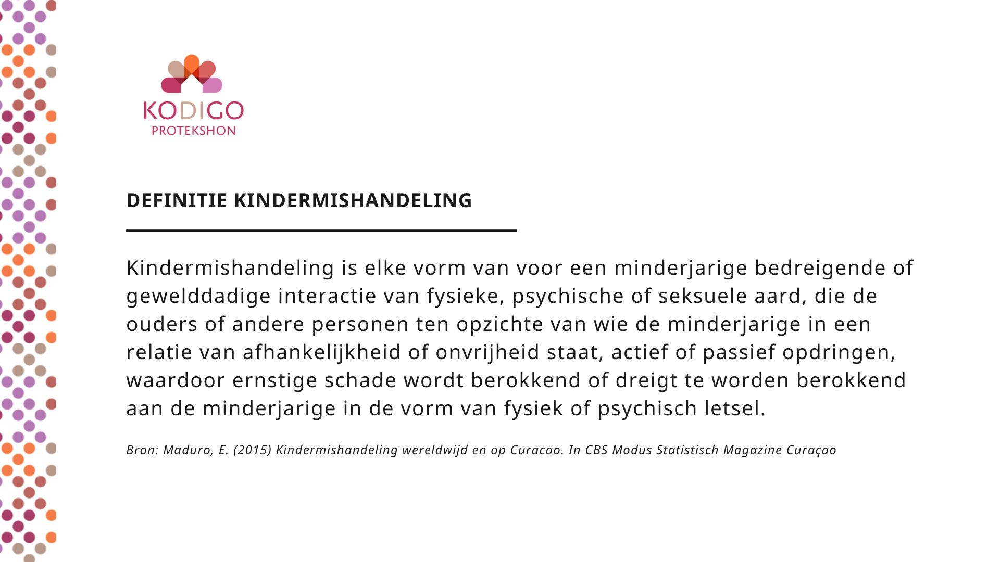 KODIGO
PROTEKSHON
DEFINITIE KINDERMISHANDELING
Kindermishandeling is elke vorm van voor een minderjarige bedreigende of
gewelddadige interactie van fysieke, psychische of seksuele aard, die de
ouders of andere personen ten opzichte van wie de minderjarige in een
relatie van afhankelijkheid of onvrijheid staat, actief of passief opdringen,
waardoor ernstige schade wordt berokkend of dreigt te worden berokkend
aan de minderjarige in de vorm van fysiek of psychisch letsel.
Bron: Maduro, E. (2015) Kindermishandeling wereldwijd en op Curacao. In CBS Modus Statistisch Magazine Curaçao